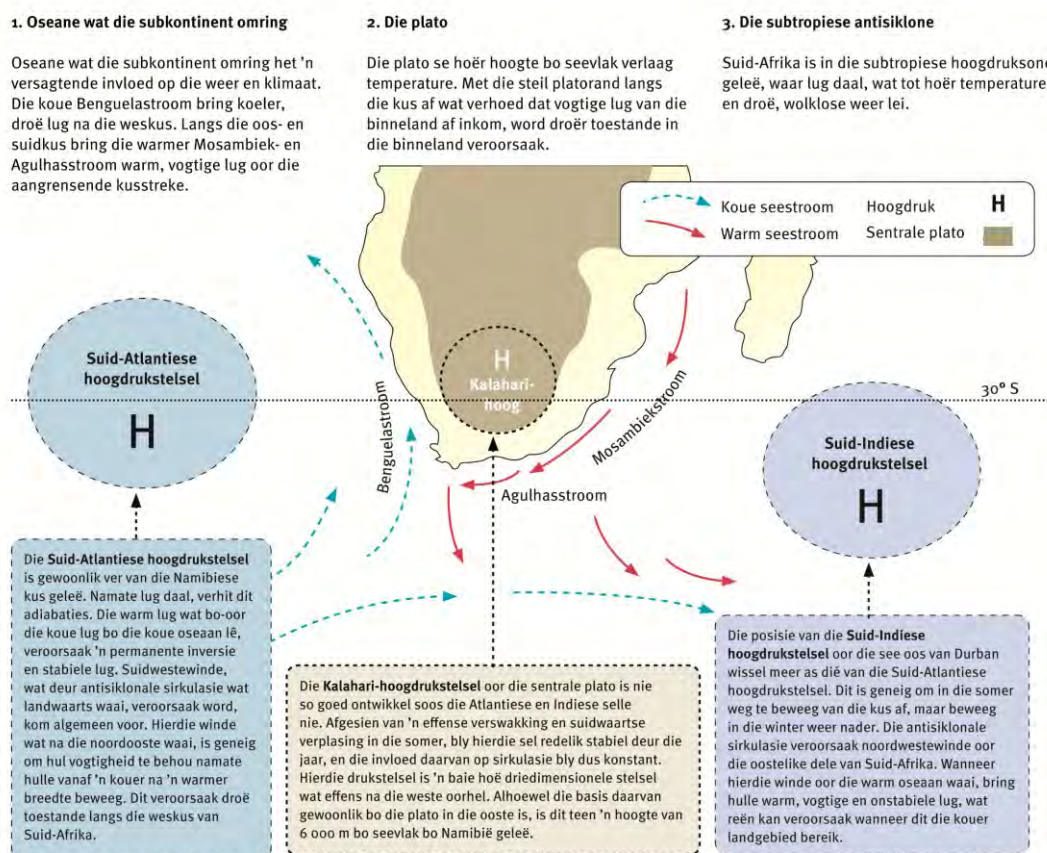 1. Oseane wat die subkontinent omring
Oseane wat die subkontinent omring het 'n
versagtende invloed op die weer en klimaat.
Die koue Benguelastroom bring koeler,
droë lug na die weskus. Langs die oos- en
suidkus bring die warmer Mosambiek- en
Agulhasstroom warm, vogtige lug oor die
aangrensende kusstreke.
2. Die plato
Die plato se hoër hoogte bo seevlak verlaag
temperature. Met die steil platorand langs
die kus af wat verhoed dat vogtige lug van die
binneland af inkom, word droër toestande in
die binneland veroorsaak.
3. Die subtropiese antisiklone
Suid-Afrika is in die subtropiese hoogdruksone
geleë, waar lug daal, wat tot hoër temperature
en droë, wolklose weer lei.
Koue seestroom
Warm seestroom
Hoogdruk H
Sentrale plato
Suid-Atlantiese
hoogdrukstelsel
H
H
Kalahari-
hoog
30° S
Benguelastroom
Mosambiekstroom
Agulhasstroom
Suid-Indiese
hoogdrukstelsel
H
Die Suid-Atlantiese hoogdrukstelsel
is gewoonlik ver van die Namibiese
kus geleë. Namate lug daal, verhit dit
adiabaties. Die warm lug wat bo-oor
die koue lug bo die koue oseaan lê,
veroorsaak 'n permanente inversie
en stabiele lug. Suidwestewinde,
wat deur antisiklonale sirkulasie wat
landwaarts waai, veroorsaak word,
kom algemeen voor. Hierdie winde
wat na die noordooste waai, is geneig
om hul vogtigheid te behou namate
hulle vanaf 'n kouer na 'n warmer
breedte beweeg. Dit veroorsaak droë
toestande langs die weskus van
Suid-Afrika.
Die Kalahari-hoogdrukstelsel oor die sentrale plato is nie
so goed ontwikkel soos die Atlantiese en Indiese selle
nie. Afgesien van 'n effense verswakking en suidwaartse
verplasing in die somer, bly hierdie sel redelik stabiel deur die
jaar, en die invloed daarvan op sirkulasie bly dus konstant.
Hierdie drukstelsel is 'n baie hoë driedimensionele stelsel
wat effens na die weste oorhel. Alhoewel die basis daarvan
gewoonlik bo die plato in die ooste is, is dit teen 'n hoogte van
6 000 m bo seevlak bo Namibië geleë.
Die posisie van die Suid-Indiese
hoogdrukstelsel oor die see oos van Durban
wissel meer as dié van die Suid-Atlantiese
hoogdrukstelsel. Dit is geneig om in die somer
weg te beweeg van die kus af, maar beweeg
in die winter weer nader. Die antisiklonale
sirkulasie veroorsaak noordwestewinde oor
die oostelike dele van Suid-Afrika. Wanneer
hierdie winde oor die warm oseaan waai, bring
hulle warm, vogtige en onstabiele lug, wat
reën kan veroorsaak wanneer dit die kouer
landgebied bereik.